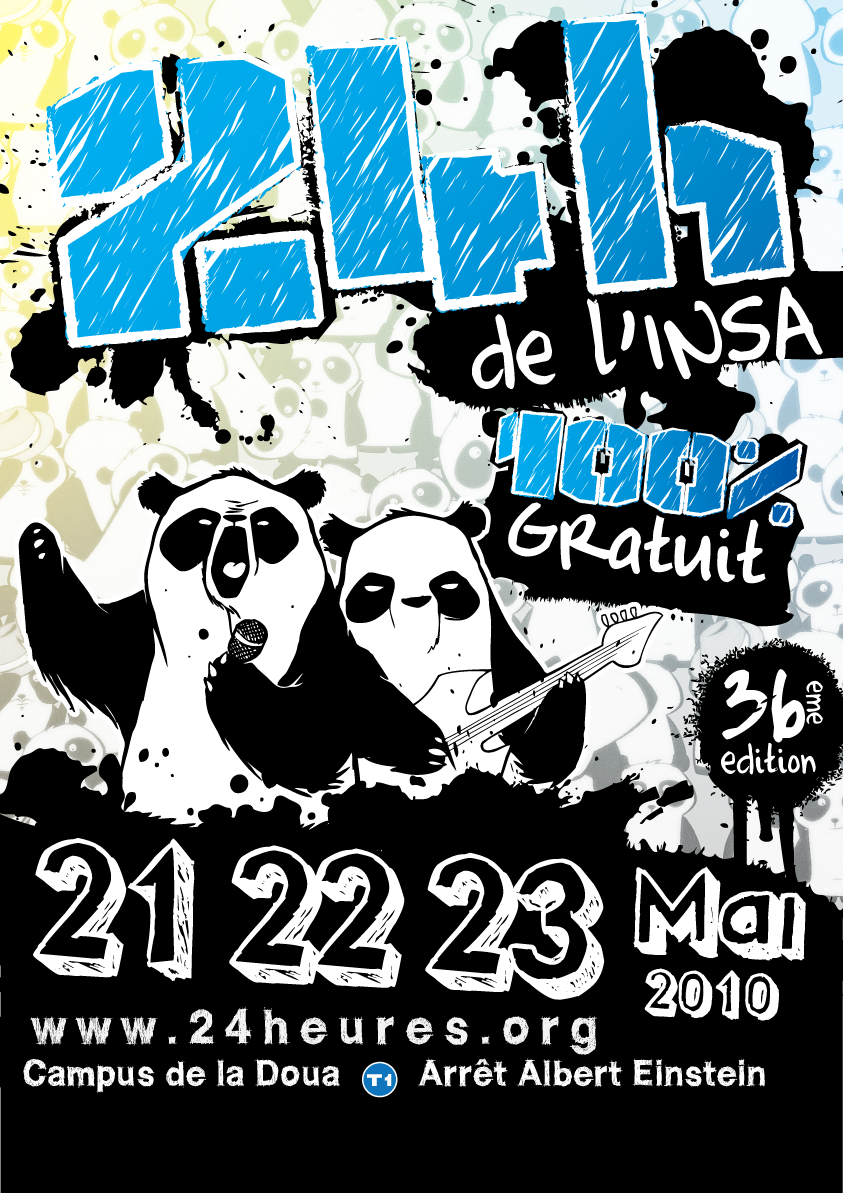 24h
de l'INSA
100%
GRatuit
36eme
edition
21 22 23 Mai
2010
www.24heures.org
Campus de la Doua T1 Arrêt Albert Einstein